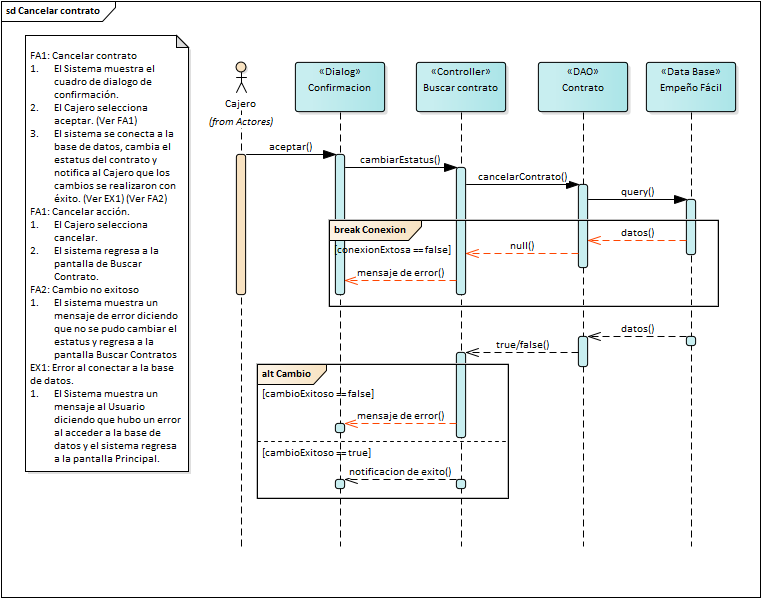 sd Cancelar contrato
FA1: Cancelar contrato
1. El Sistema muestra el
cuadro de dialogo de
confirmación.
2. El Cajero selecciona
aceptar. (Ver FA1)
3. El sistema se conecta a la
base de datos, cambia el
estatus del contrato y
notifica al Cajero que los
cambios se realizaron con
éxito. (Ver EX1) (Ver FA2)
FA1: Cancelar acción.
1. El Cajero selecciona
cancelar.
2. El sistema regresa a la
pantalla de Buscar
Contrato.
FA2: Cambio no exitoso
1. El sistema muestra un
mensaje de error diciendo
que no se pudo cambiar el
estatus y regresa a la
pantalla Buscar Contratos
EX1: Error al conectar a la base
de datos.
1. El Sistema muestra un
mensaje al Usuario
diciendo que hubo un error
al acceder a la base de
datos y el sistema regresa
a la pantalla Principal.
Cajero
(from Actores)
«Dialog»
Confirmacion
«Controller»
Buscar contrato
«DAO»
Contrato
«Data Base»
Empeño Fácil
aceptar()
cambiarEstatus()
cancelarContrato()
query()
break Conexion
[conexionExtosa ==false]
datos()
null()
mensaje de error()
datos()
true/false()
alt Cambio
[cambioExitoso ==false]
mensaje de error()
[cambioExitoso ==true]
notificacion de exito()